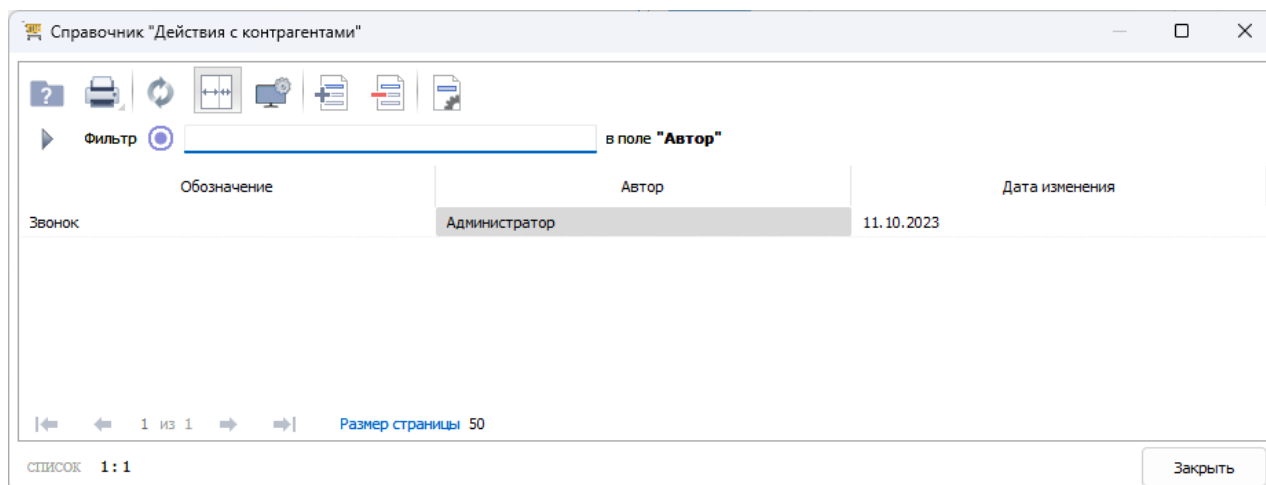 Справочник "Действия с контрагентами"
Фильтр в поле "Автор"
Обозначение Автор Дата изменения
Звонок Администратор 11.10.2023
1 из 1 Размер страницы 50
список 1:1 Закрыть